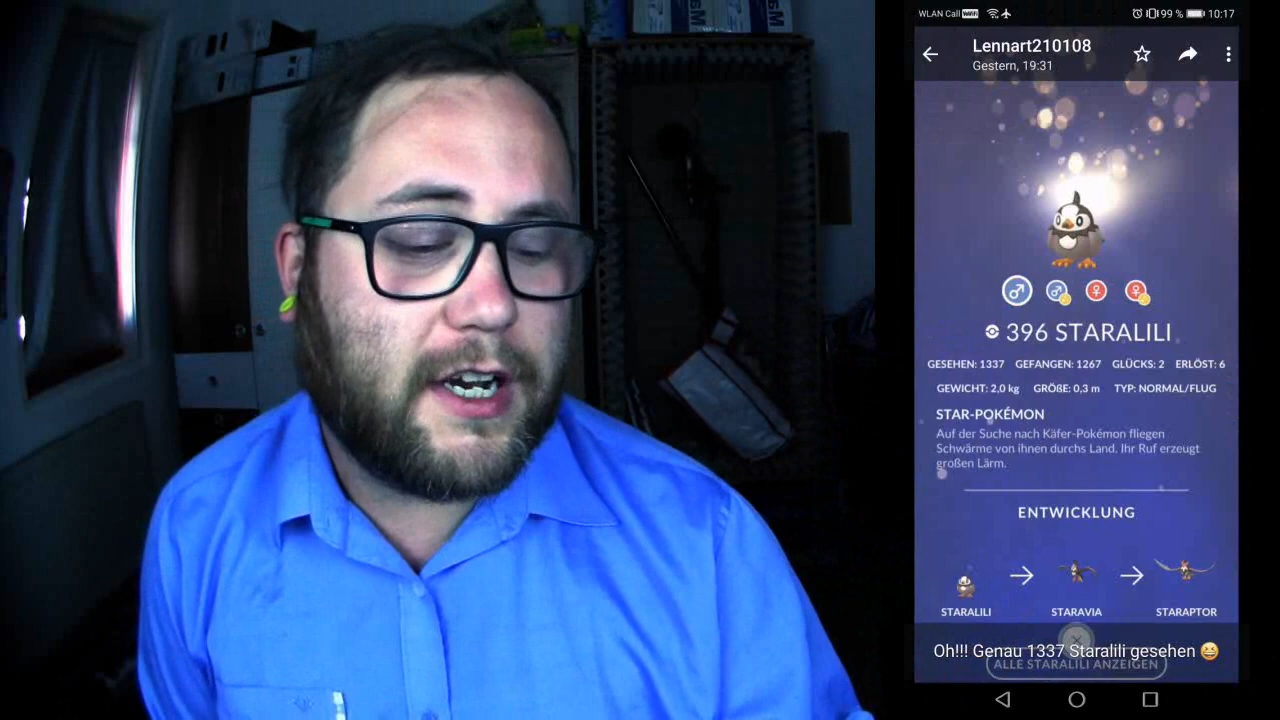 WLAN Call 99 % 10:17
Lennart210108
Gestern, 19:31
396 STARALILI
GESEHEN: 1337 GEFANGEN: 1267 GLÜCKS: 2 ERLÖST: 6
GEWICHT: 2,0 kg GRÖßE: 0,3 m TYP: NORMAL/FLUG
STAR-POKÉMON
Auf der Suche nach Käfer-Pokémon fliegen
Schwärme von ihnen durchs Land. Ihr Ruf erzeugt
großen Lärm.
ENTWICKLUNG
STARALILI STARAVIA STARAPTOR
Oh!!! Genau 1337 Staralili gesehen 😆
ALLE STARALILI ANZEIGEN